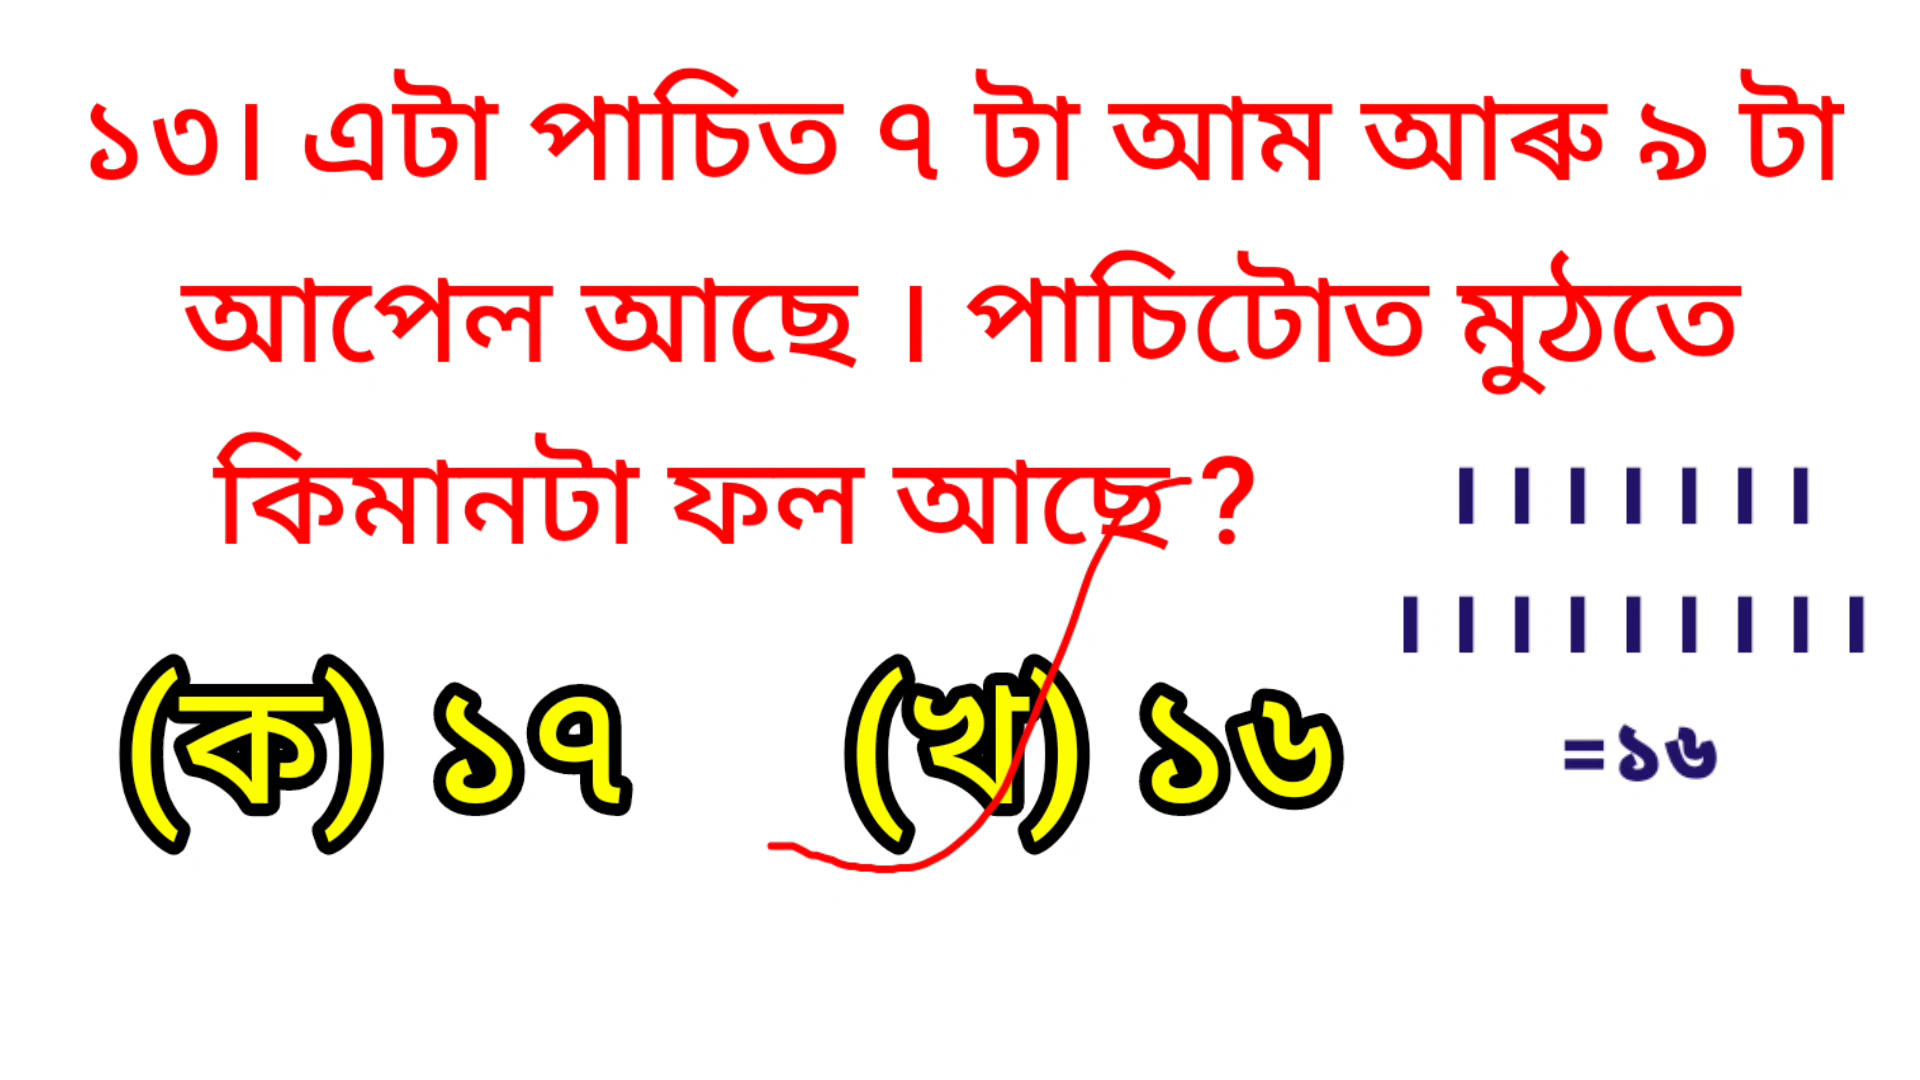 ১৩। এটা পাচিত ৭ টা আম আৰু ৯ টা
আপেল আছে । পাচিটোত মুঠতে
কিমানটা ফল আছে ?
। । । । । । ।
। । । । । । । । ।
(ক) ১৭ (খ) ১৬
=১৬